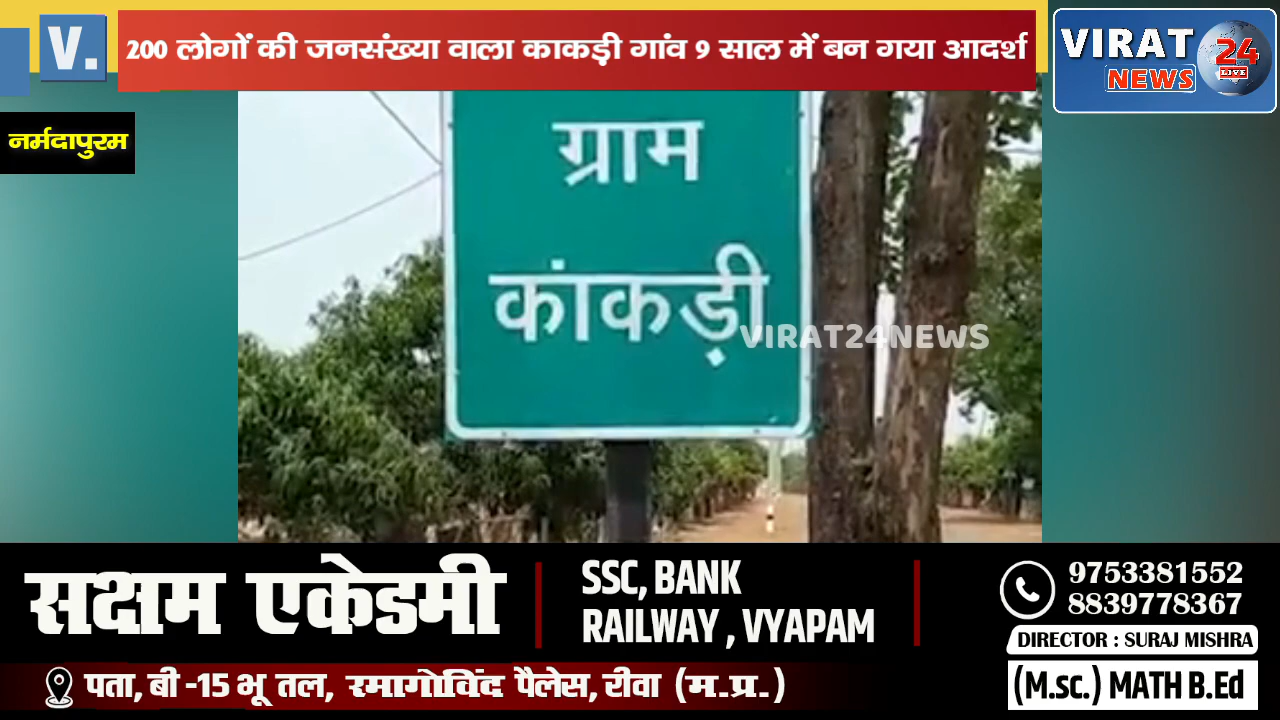 V.
200 लोगों की जनसंख्या वाला काकड़ी गांव 9 साल में बन गया आदर्श
VIRAT
24
NEWS
LIVE
नर्मदापुरम
ग्राम
कांकड़ी
VIRAT24NEWS
सक्षम एकेडमी
SSC, BANK
RAILWAY , VYAPAM
9753381552
8839778367
DIRECTOR : SURAJ MISHRA
(M.sc.) MATH B.Ed
पता, बी -15 भू तल, रमागोविंद पैलेस, रीवा (म.प्र.)